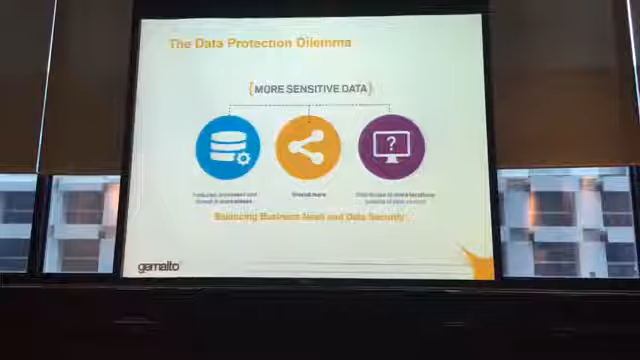 The Data Protection Dilemma
{MORE SENSITIVE DATA}
?
Shared more
Balancing Business Need and Data Security
gemalto